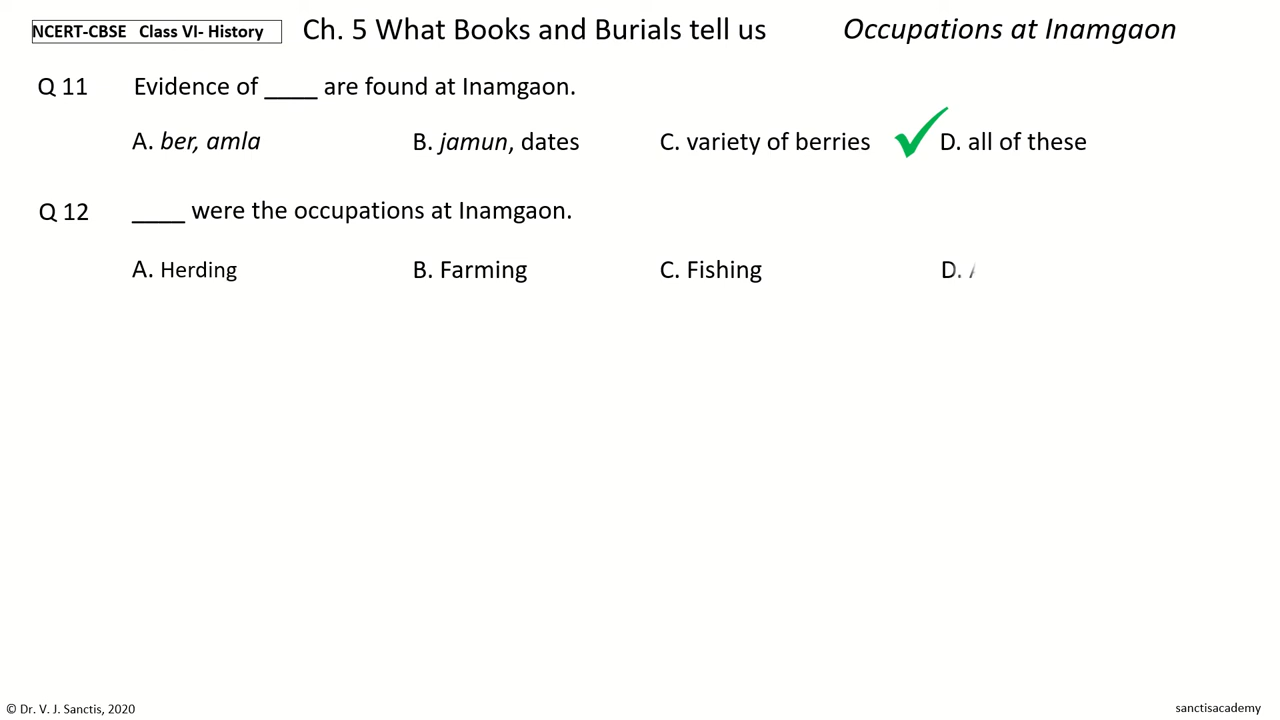 NCERT-CBSE Class VI- History
Ch. 5 What Books and Burials tell us
Occupations at Inamgaon
Q 11 Evidence of ____ are found at Inamgaon.
A. ber, amla B. jamun, dates C. variety of berries D. all of these
Q 12 ____ were the occupations at Inamgaon.
A. Herding B. Farming C. Fishing D.
© Dr. V. J. Sanctis, 2020
sanctisacademy